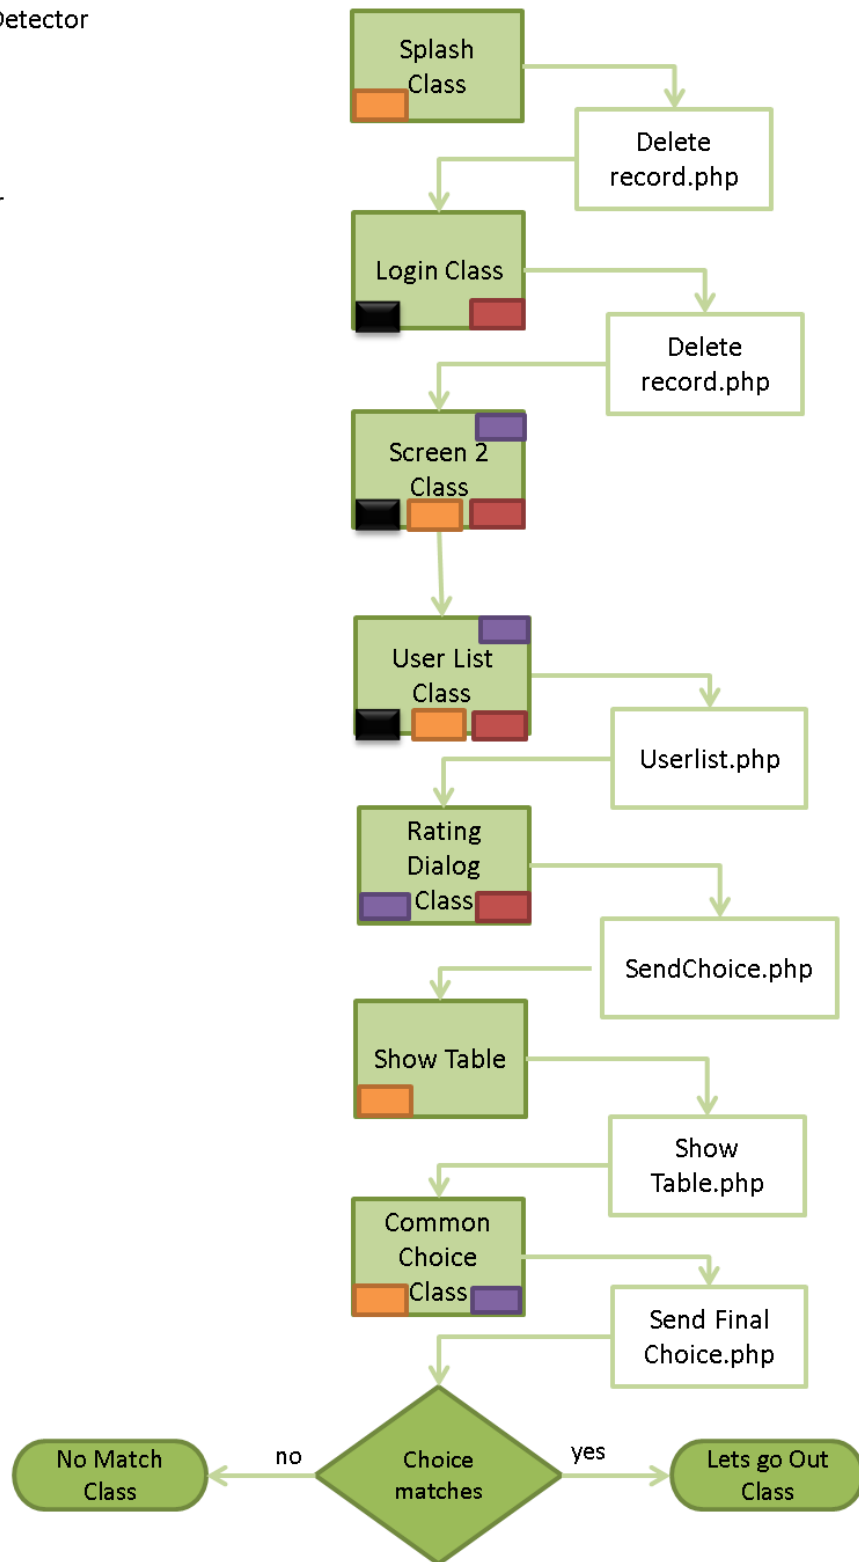 Detector
Splash
Class
Delete
record.php
r
Login Class
Delete
record.php
Screen 2
Class
User List
Class
Userlist.php
Rating
Dialog
Class
SendChoice.php
Show Table
Show
Table.php
Common
Choice
Class
Send Final
Choice.php
No Match
Class
no
Choice
matches
yes
Lets go Out
Class